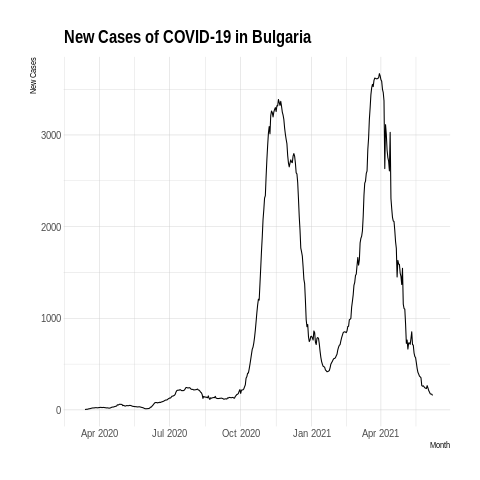 New Cases of COVID-19 in Bulgaria
New Cases
3000
2000
1000
0
Apr 2020 Jul 2020 Oct 2020 Jan 2021 Apr 2021
Month